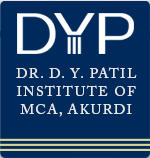 DYP
DR. D. Y. PATIL
INSTITUTE OF
MCA, AKURDI